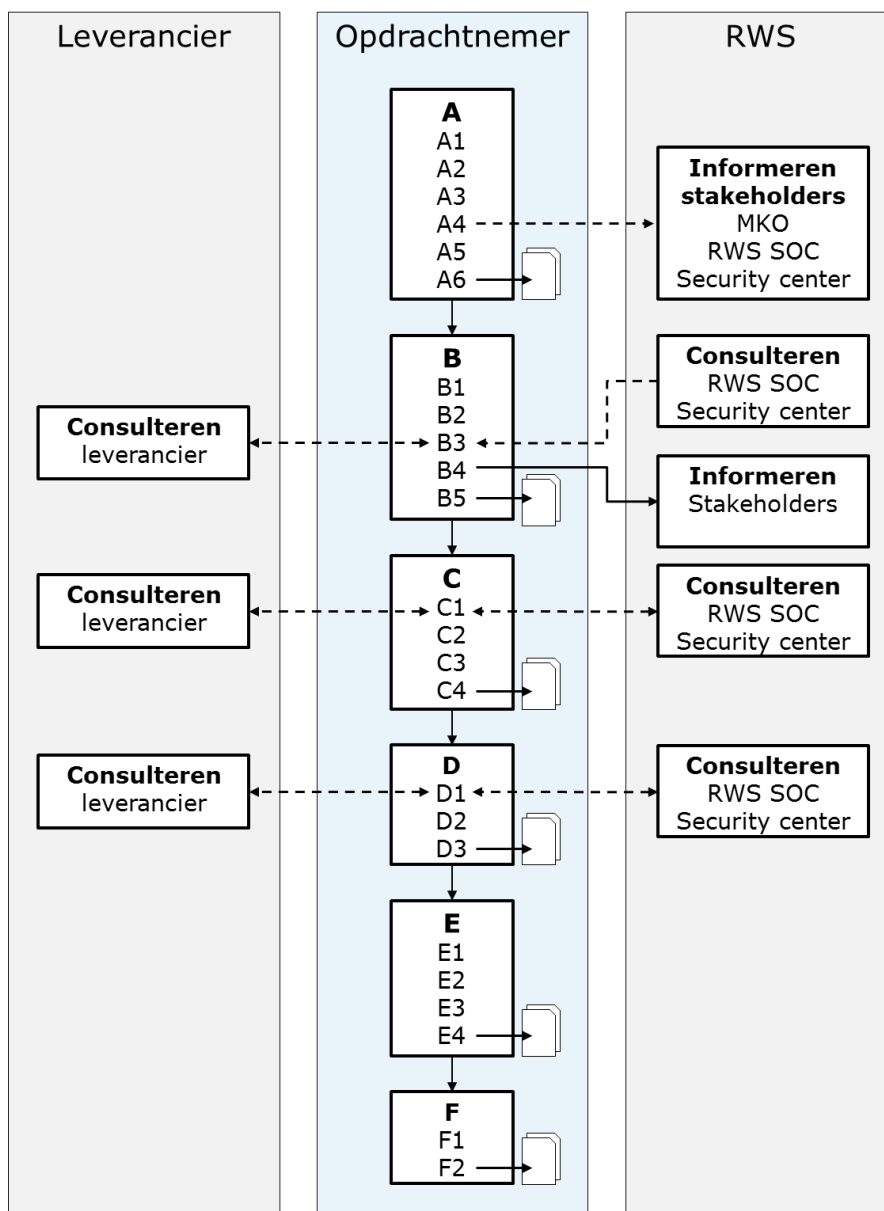 Leverancier
Opdrachtnemer
RWS
A
A1
A2
A3
A4
A5
A6
Informeren
stakeholders
MKO
RWS SOC
Security center
B
B1
B2
B3
B4
B5
Consulteren
leverancier
Consulteren
RWS SOC
Security center
Informeren
Stakeholders
C
C1
C2
C3
C4
Consulteren
leverancier
Consulteren
RWS SOC
Security center
D
D1
D2
D3
Consulteren
leverancier
Consulteren
RWS SOC
Security center
E
E1
E2
E3
E4
F
F1
F2